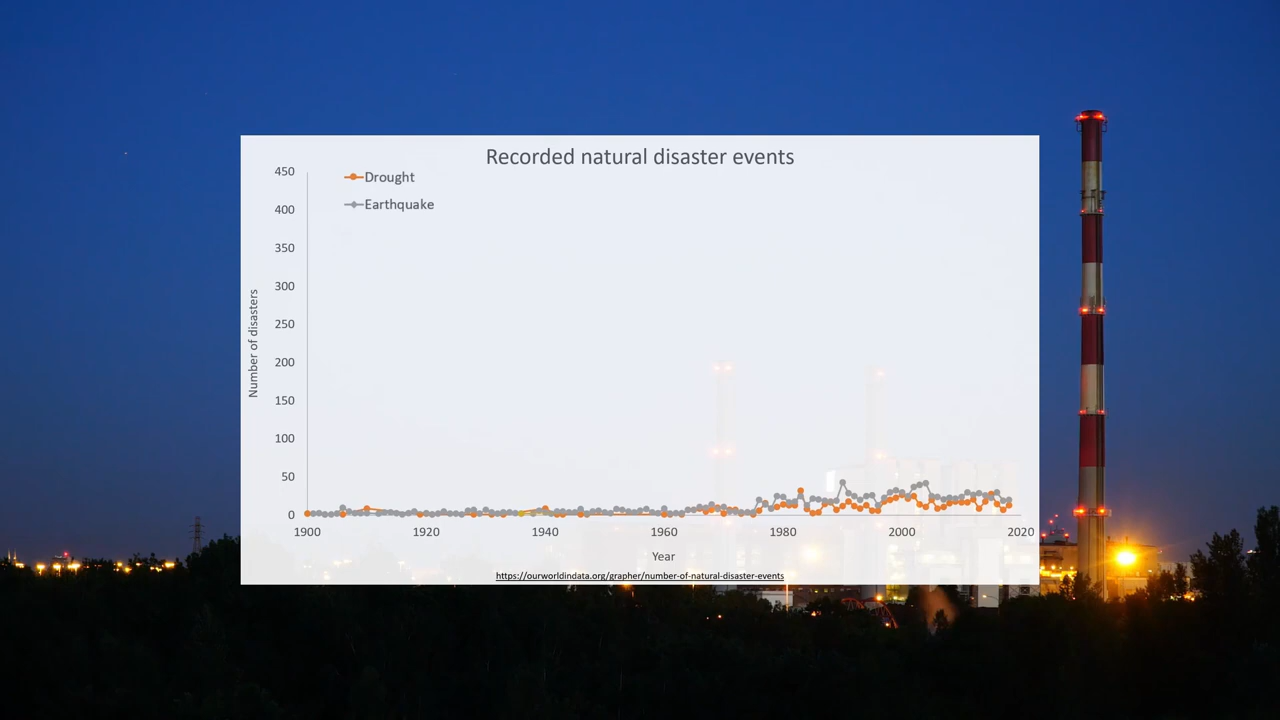 Recorded natural disaster events
450
Drought
400
Earthquake
350
300
250
200
150
100
50
0
Number of disasters
1900 1920 1940 1960 1980 2000 2020
Year
https://ourworldindata.org/grapher/number-of-natural-disaster-events